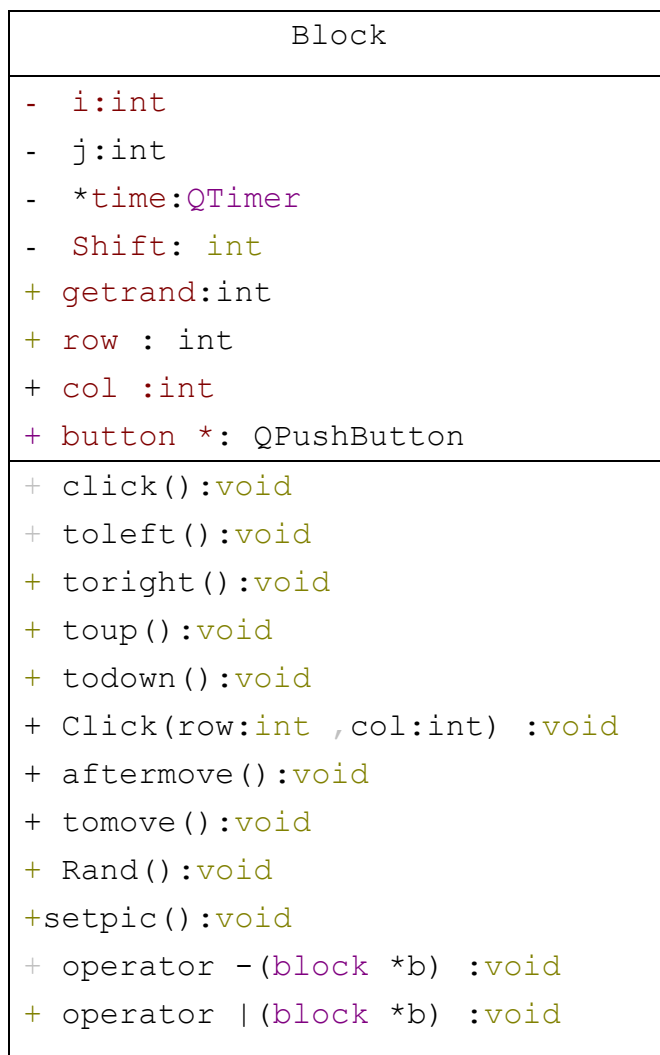 Block
- i:int
- j:int
- *time:QTimer
- Shift: int
+ getrand:int
+ row : int
+ col :int
+ button *: QPushButton
+ click():void
+ toleft():void
+ toright():void
+ toup():void
+ todown():void
+ Click(row:int ,col:int) :void
+ aftermove():void
+ tomove():void
+ Rand():void
+setpic():void
+ operator -(block *b) :void
+ operator |(block *b) :void